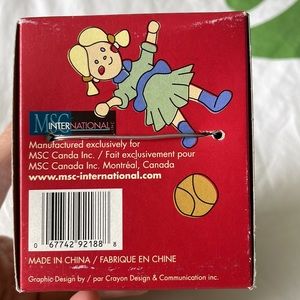 MSC
INTERNATIONAL
Manufactured exclusively for
MSC Canda Inc. / Fait exclusivement pour
MSC Canada Inc. Montréal, Canada
www.msc-international.com
0 67742 92188 8
MADE IN CHINA / FABRIQUE EN CHINE
Graphic Design by / par Crayon Design & Communication inc.